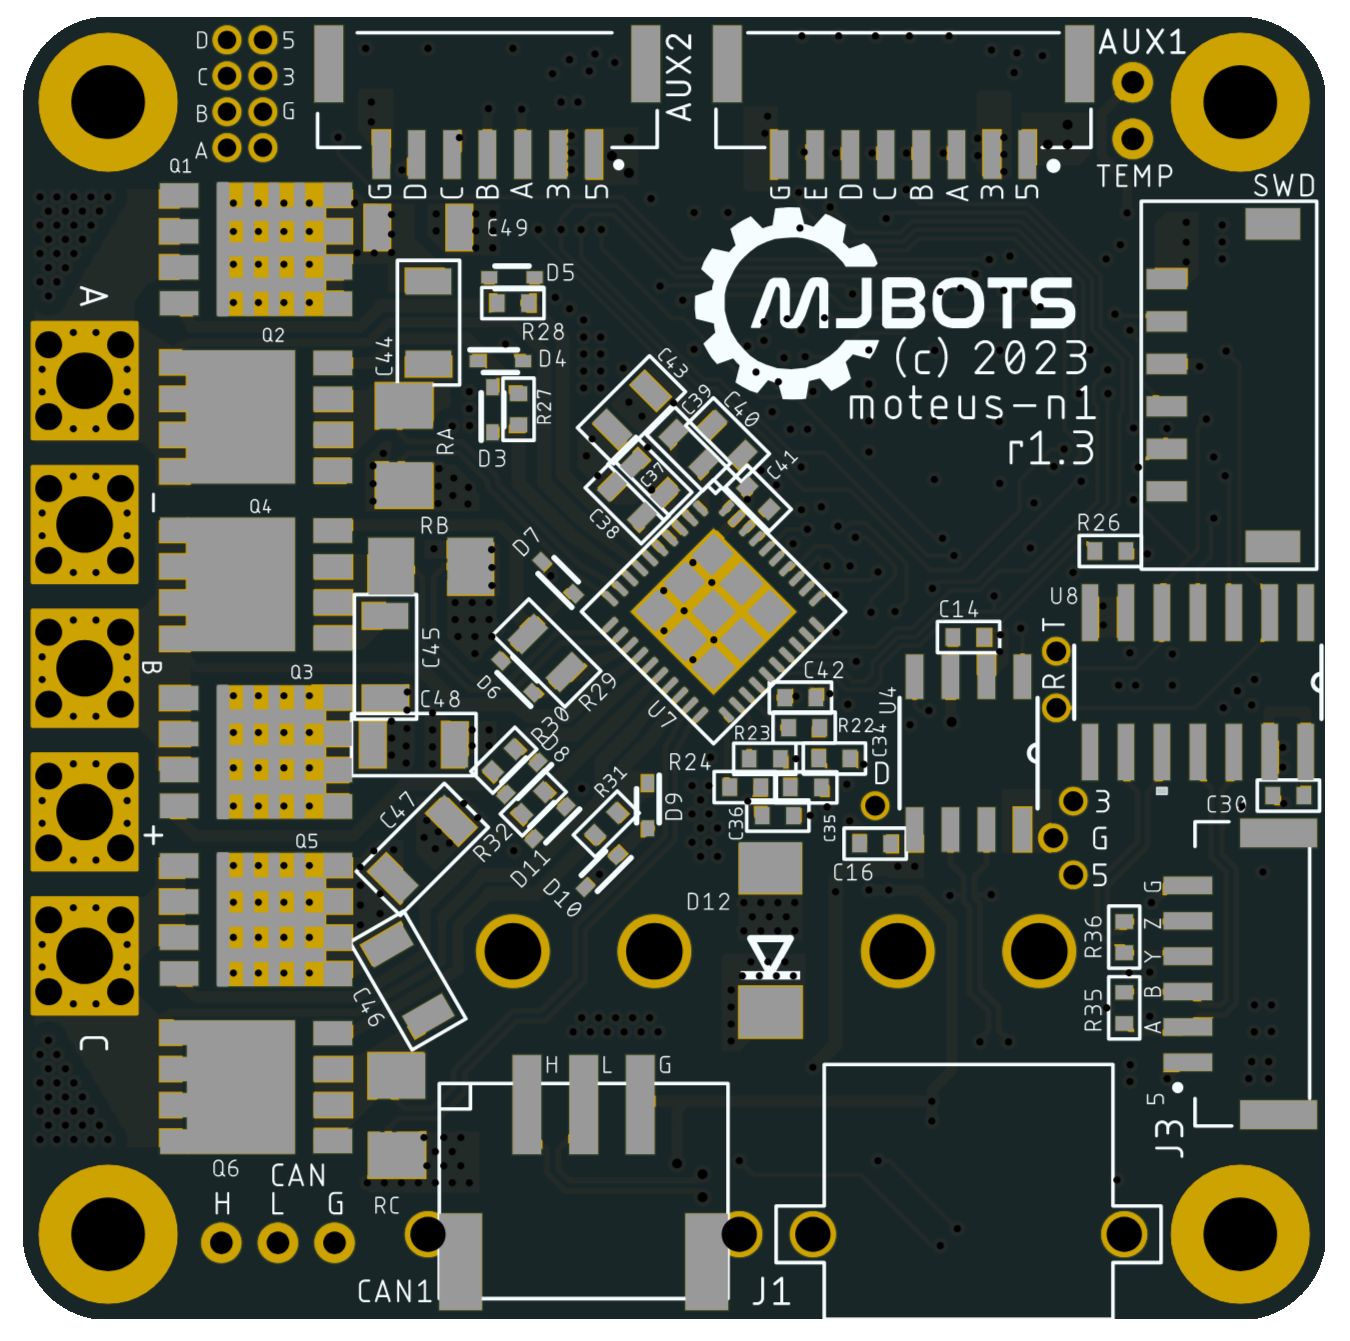 D 5
C 3
B G
A
Q1
AUX2
AUX1
G D C B A 3 5
G E D C B A 3 5
TEMP
SWD
C49
D5
R28
A
Q2
C44
D4
R27
D3
RA
C43
C39
C40
C41
C37
C38
MJBOTS
(c) 2023
moteus-n1
r1.3
−
Q4
RB
D7
R26
U8
C14
T
R
B
Q3
C45
C48
D6
R29
U7
C42
U4
R30
D8
R23
R22
C34
R24
D
R31
D9
C36
C35
C16
C30
3
G
5
+
Q5
C47
R32
D11
D10
D12
C46
C
R36
R35
G
Z
Y
B
A
5
J3
H L G
Q6
CAN
H L G
RC
CAN1
J1